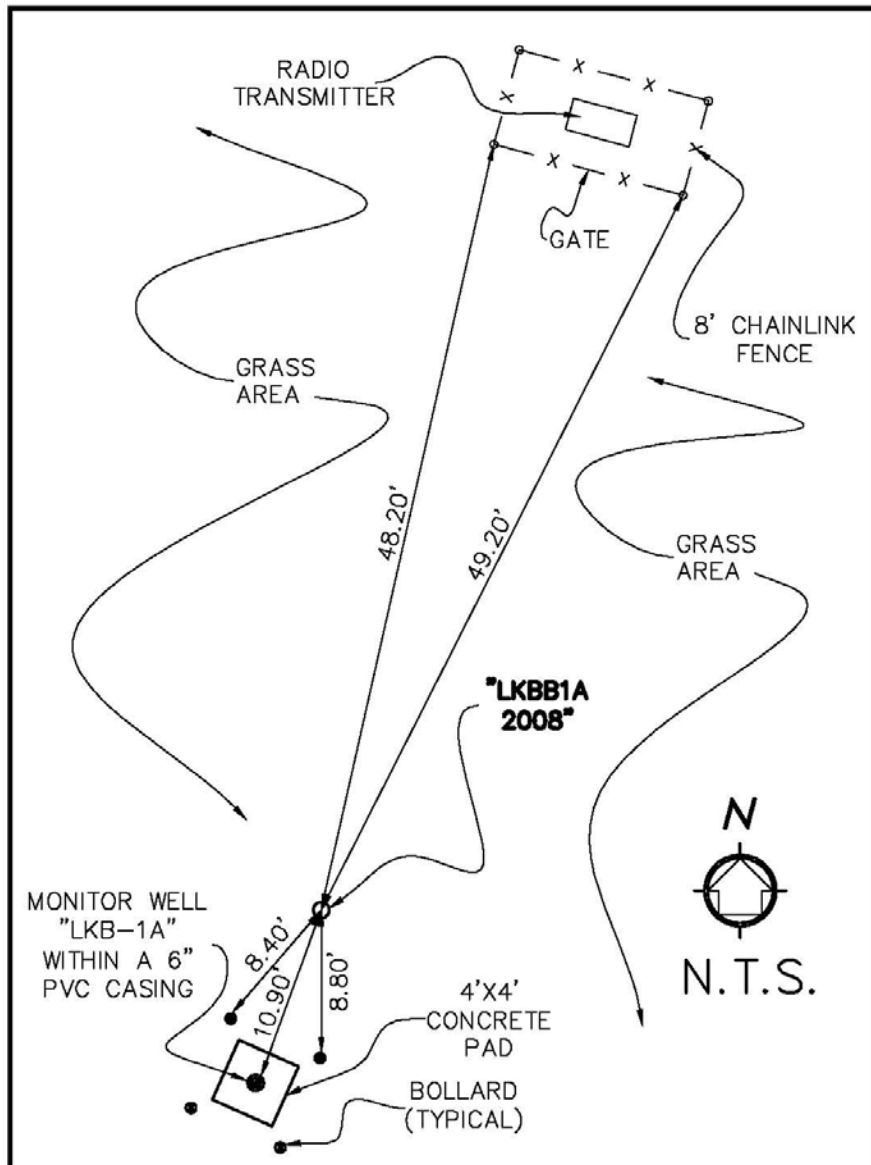 RADIO
TRANSMITTER
GATE
8' CHAINLINK
FENCE
GRASS
AREA
48.20'
49.20'
GRASS
AREA
"LKBB1A
2008"
N
N.T.S.
MONITOR WELL
"LKB-1A"
WITHIN A 6"
PVC CASING
8.40'
10.90'
8.80'
4'X4'
CONCRETE
PAD
BOLLARD
(TYPICAL)